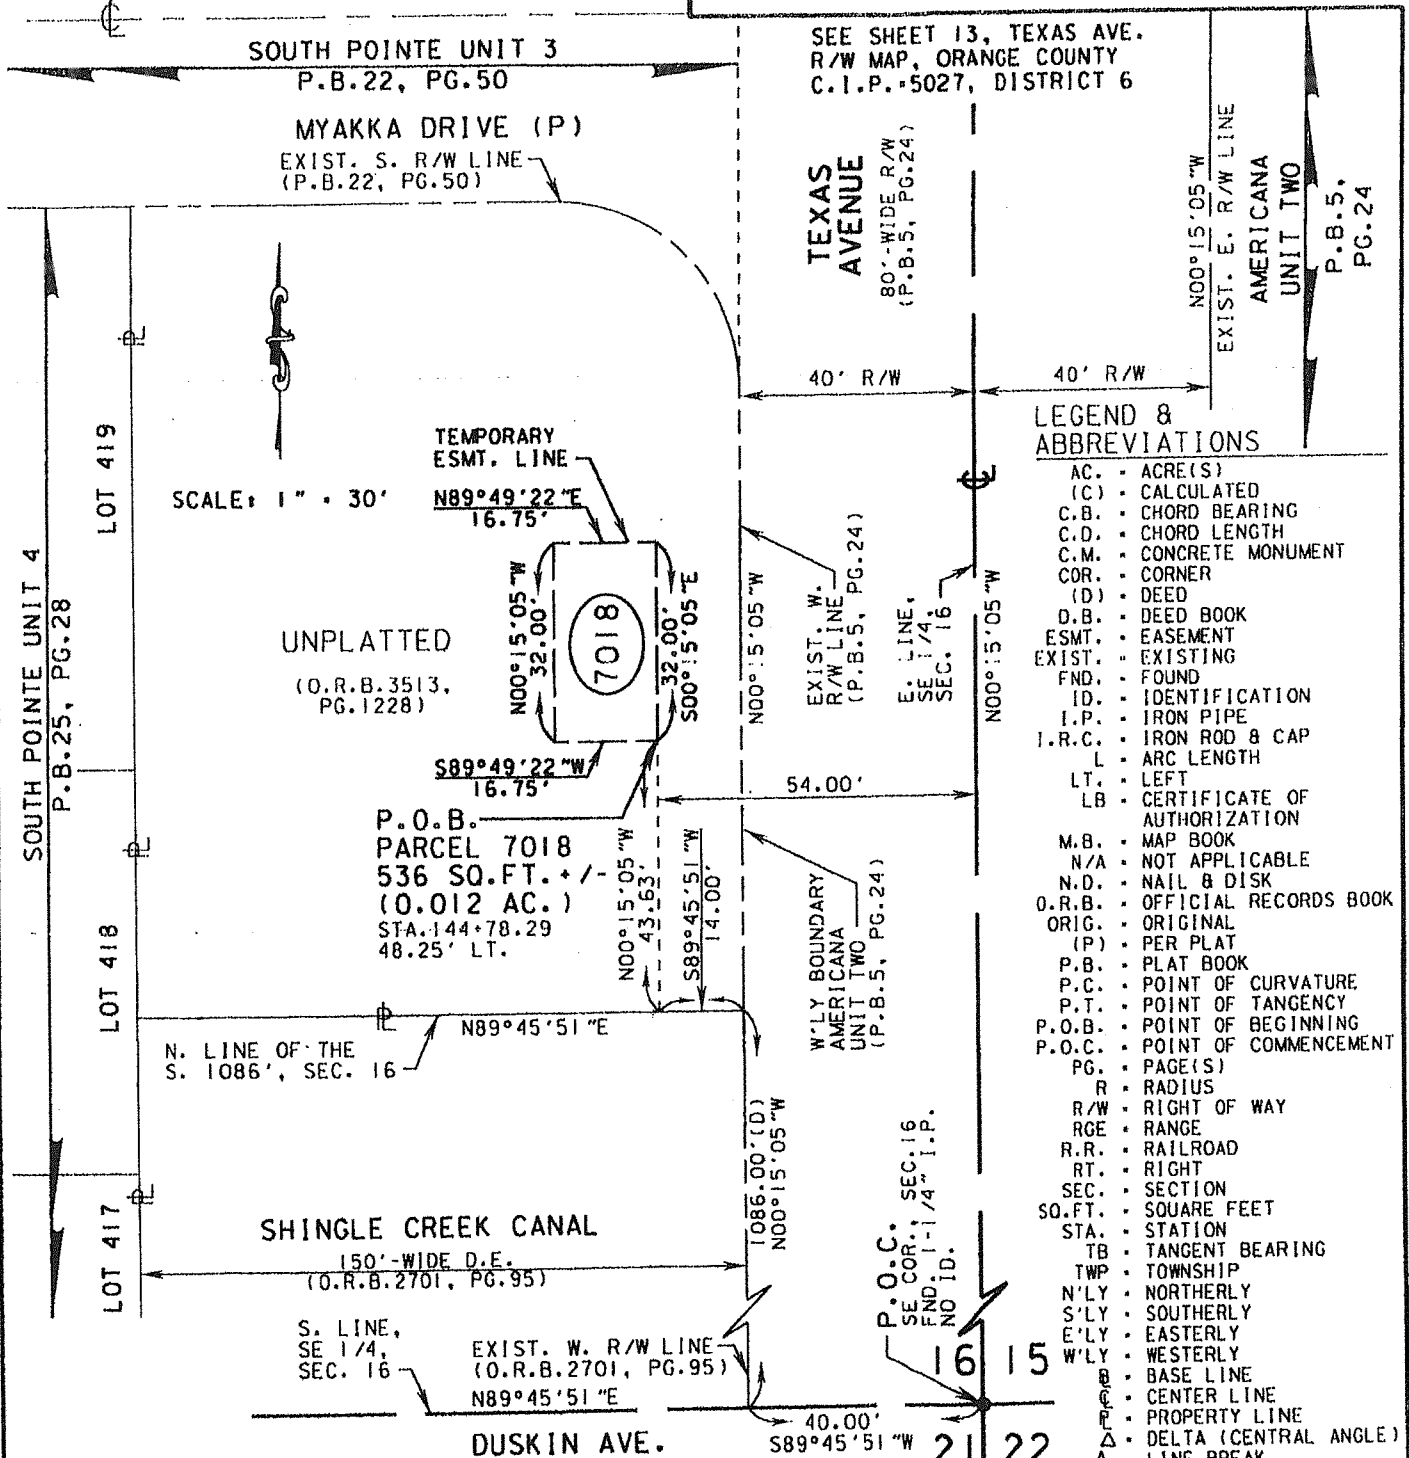 SOUTH POINTE UNIT 3
P.B.22, PG.50
SEE SHEET 13, TEXAS AVE.
R/W MAP, ORANGE COUNTY
C.I.P.=5027, DISTRICT 6
MYAKKA DRIVE (P)
EXIST. S. R/W LINE
(P.B.22, PG.50)
TEXAS
AVENUE
80'-WIDE R/W
(P.B.5, PG.24)
N00°15'05"W
EXIST. E. R/W LINE
AMERICANA
UNIT TWO
P.B.5,
PG.24
40' R/W
40' R/W
SOUTH POINTE UNIT 4
P.B.25, PG.28
LOT 419
LOT 418
LOT 417
SCALE: 1" = 30'
TEMPORARY
ESMT. LINE
N89°49'22"E
16.75'
N00°15'05"W
32.00'
7018
32.00'
S00°15'05"E
UNPLATTED
(O.R.B.3513,
PG.1228)
S89°49'22"W
16.75'
P.O.B.
PARCEL 7018
536 SQ.FT.+/-
(0.012 AC.)
STA.144+78.29
48.25' LT.
N00°15'05"W
EXIST. W.
R/W LINE
(P.B.5, PG.24)
E. LINE,
SE 1/4,
SEC. 16
N00°15'05"W
54.00'
N00°15'05"W
43.63'
S89°45'51"W
14.00'
W'LY BOUNDARY
AMERICANA
UNIT TWO
(P.B.5, PG.24)
N89°45'51"E
N. LINE OF THE
S. 1086', SEC. 16
1086.00'(D)
N00°15'05"W
SHINGLE CREEK CANAL
150'-WIDE D.E.
(O.R.B.2701, PG.95)
S. LINE,
SE 1/4,
SEC. 16
EXIST. W. R/W LINE
(O.R.B.2701, PG.95)
N89°45'51"E
DUSKIN AVE.
P.O.C.
SE COR., SEC.16
FND. 1-1/4" I.P.
NO ID.
16 15
21 22
40.00'
S89°45'51"W
LEGEND &
ABBREVIATIONS
AC. = ACRE(S)
(C) = CALCULATED
C.B. = CHORD BEARING
C.D. = CHORD LENGTH
C.M. = CONCRETE MONUMENT
COR. = CORNER
(D) = DEED
D.B. = DEED BOOK
ESMT. = EASEMENT
EXIST. = EXISTING
FND. = FOUND
ID. = IDENTIFICATION
I.P. = IRON PIPE
I.R.C. = IRON ROD & CAP
L = ARC LENGTH
LT. = LEFT
LB = CERTIFICATE OF
AUTHORIZATION
M.B. = MAP BOOK
N/A = NOT APPLICABLE
N.D. = NAIL & DISK
O.R.B. = OFFICIAL RECORDS BOOK
ORIG. = ORIGINAL
(P) = PER PLAT
P.B. = PLAT BOOK
P.C. = POINT OF CURVATURE
P.T. = POINT OF TANGENCY
P.O.B. = POINT OF BEGINNING
P.O.C. = POINT OF COMMENCEMENT
PG. = PAGE(S)
R = RADIUS
R/W = RIGHT OF WAY
RGE = RANGE
R.R. = RAILROAD
RT. = RIGHT
SEC. = SECTION
SQ.FT. = SQUARE FEET
STA. = STATION
TB = TANGENT BEARING
TWP = TOWNSHIP
N'LY = NORTHERLY
S'LY = SOUTHERLY
E'LY = EASTERLY
W'LY = WESTERLY
= BASE LINE
℄ = CENTER LINE
⅊ = PROPERTY LINE
Δ = DELTA (CENTRAL ANGLE)
LINE BREAK